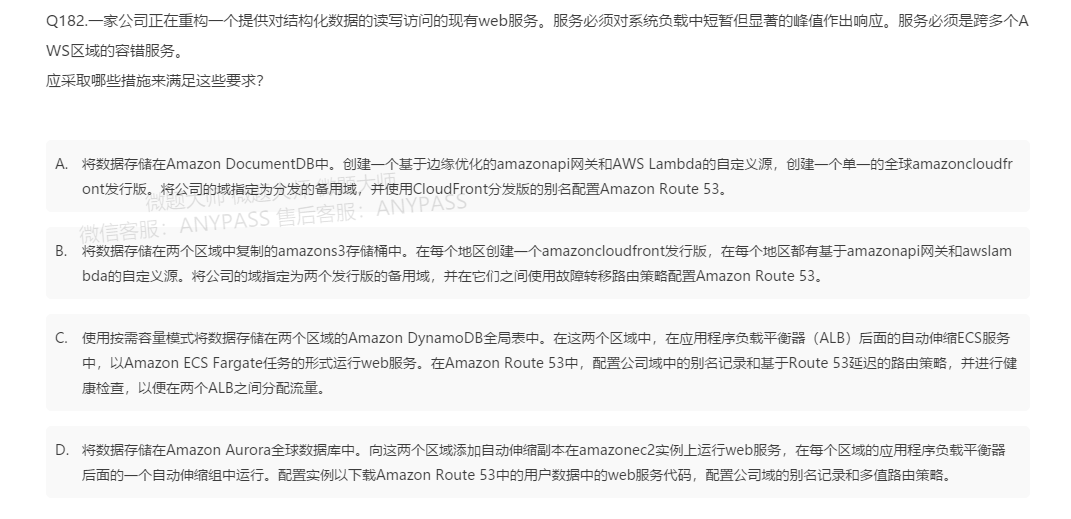 Q182.一家公司正在重构一个提供对结构化数据的读写访问的现有web服务。服务必须对系统负载中短暂但显著的峰值作出响应。服务必须是跨多个A
WS区域的容错服务。
应采取哪些措施来满足这些要求?
A. 将数据存储在Amazon DocumentDB中。创建一个基于边缘优化的amazonapi网关和AWS Lambda的自定义源，创建一个单一的全球amazoncloudfr
ont发行版。将公司的域指定为分发的备用域，并使用CloudFront分发版的别名配置Amazon Route 53。
微题大师 微题大师 微题大师
微信客服：ANYPASS 售后客服：ANYPASS
B. 将数据存储在两个区域中复制的amazons3存储桶中。在每个地区创建一个amazoncloudfront发行版，在每个地区都有基于amazonapi网关和awslam
bda的自定义源。将公司的域指定为两个发行版的备用域，并在它们之间使用故障转移路由策略配置Amazon Route 53。
C. 使用按需容量模式将数据存储在两个区域的Amazon DynamoDB全局表中。在这两个区域中，在应用程序负载平衡器（ALB）后面的自动伸缩ECS服务
中，以Amazon ECS Fargate任务的形式运行web服务。在Amazon Route 53中，配置公司域中的别名记录和基于Route 53延迟的路由策略，并进行健
康检查，以便在两个ALB之间分配流量。
D. 将数据存储在Amazon Aurora全球数据库中。向这两个区域添加自动伸缩副本在amazonec2实例上运行web服务，在每个区域的应用程序负载平衡器
后面的一个自动伸缩组中运行。配置实例以下载Amazon Route 53中的用户数据中的web服务代码，配置公司域的别名记录和多值路由策略。